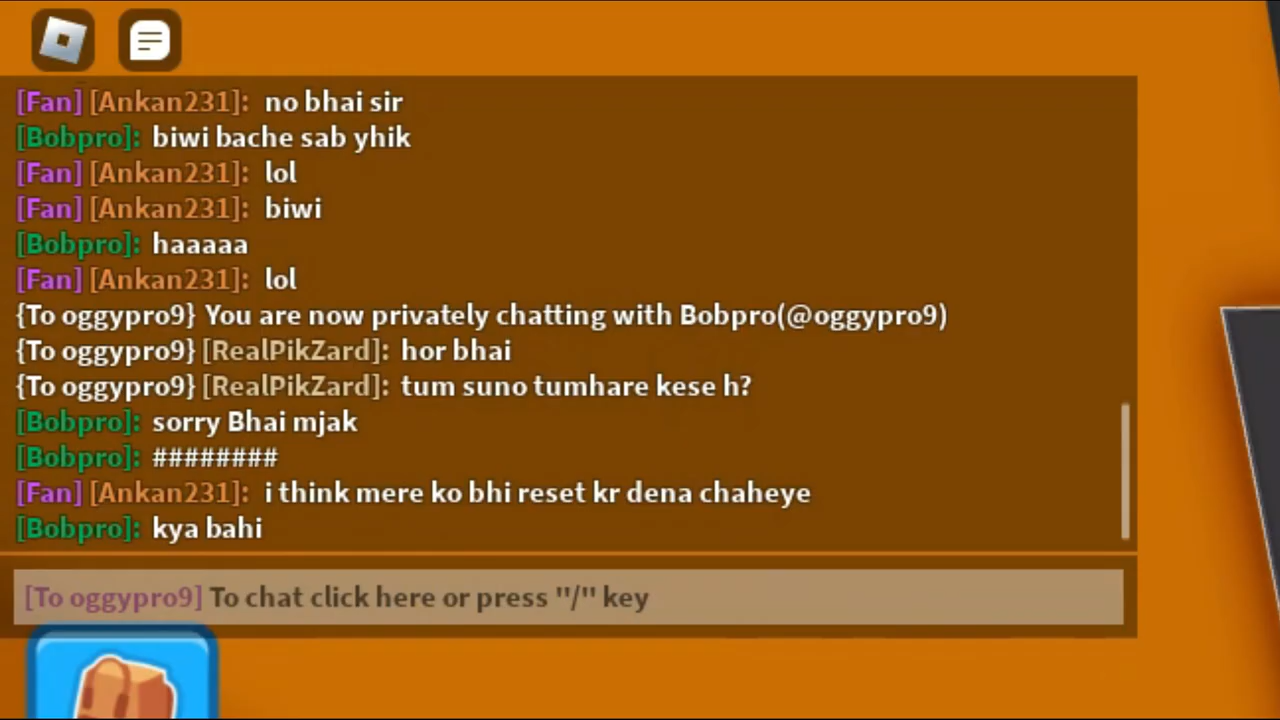 [Fan] [Ankan231]: no bhai sir
[Bobpro]: biwi bache sab yhik
[Fan] [Ankan231]: lol
[Fan] [Ankan231]: biwi
[Bobpro]: haaaaa
[Fan] [Ankan231]: lol
{To oggypro9} You are now privately chatting with Bobpro(@oggypro9)
{To oggypro9} [RealPikZard]: hor bhai
{To oggypro9} [RealPikZard]: tum suno tumhare kese h?
[Bobpro]: sorry Bhai mjak
[Bobpro]: ########
[Fan] [Ankan231]: i think mere ko bhi reset kr dena chaheye
[Bobpro]: kya bahi
[To oggypro9] To chat click here or press "/" key